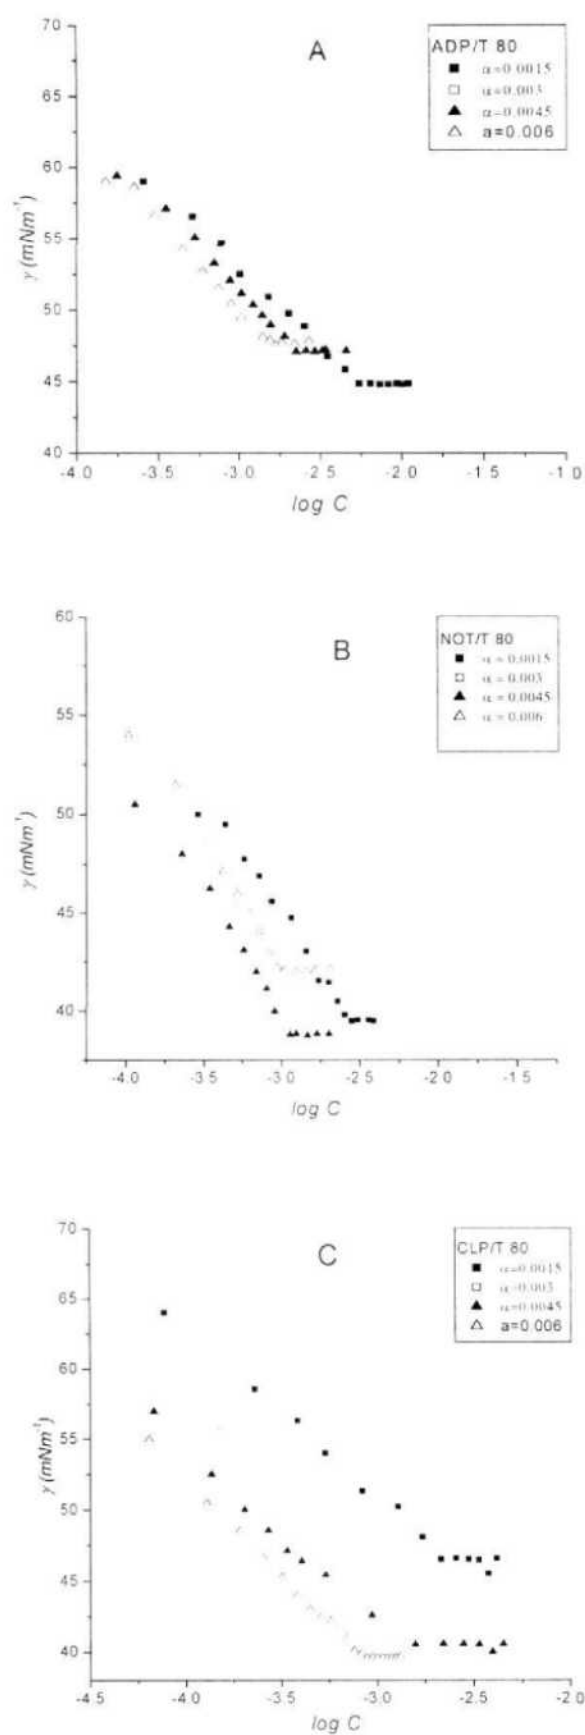 70
65
60
55
50
45
40
γ (mNm⁻¹)
A
ADP/T 80
α=0.0015
α=0.003
α=0.0045
a=0.006
-4.0 -3.5 -3.0 -2.5 -2.0 -1.5 -1.0
log C
60
55
50
45
40
γ (mNm⁻¹)
B
NOT/T 80
α = 0.0015
α = 0.003
α = 0.0045
α = 0.006
-4.0 -3.5 -3.0 -2.5 -2.0 -1.5
log C
70
65
60
55
50
45
40
γ (mNm⁻¹)
C
CLP/T 80
α=0.0015
α=0.003
α=0.0045
a=0.006
-4.5 -4.0 -3.5 -3.0 -2.5 -2.0
log C